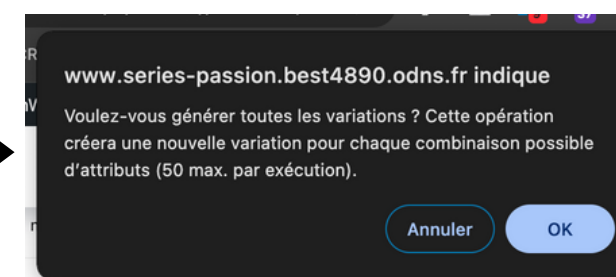 www.series-passion.best4890.odns.fr indique
Voulez-vous générer toutes les variations ? Cette opération
créera une nouvelle variation pour chaque combinaison possible
d’attributs (50 max. par exécution).
Annuler
OK